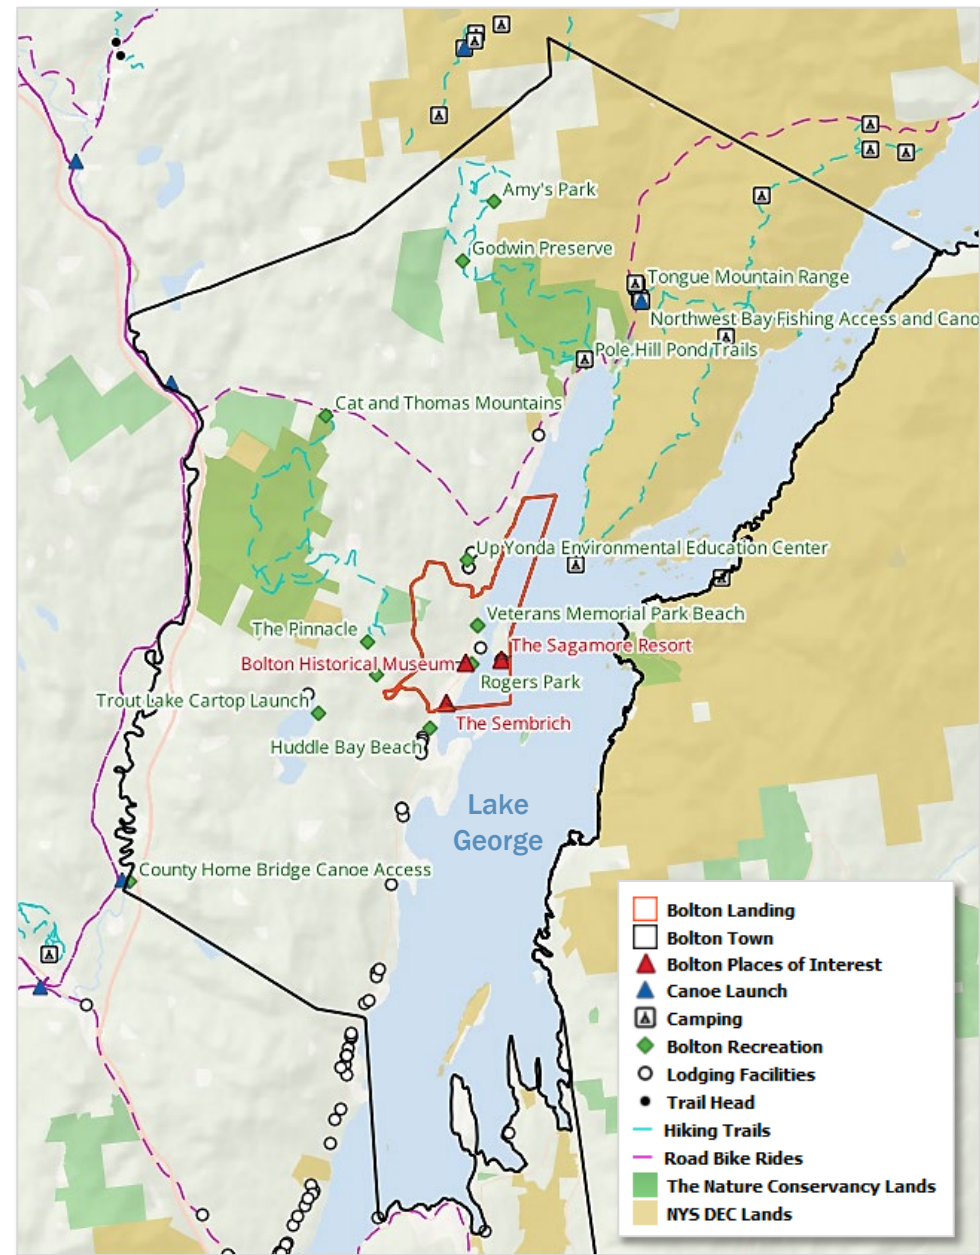 Amy's Park
Godwin Preserve
Tongue Mountain Range
Northwest Bay Fishing Access and Cano
Pole Hill Pond Trails
Cat and Thomas Mountains
Up Yonda Environmental Education Center
Veterans Memorial Park Beach
The Pinnacle
The Sagamore Resort
Bolton Historical Museum
Rogers Park
Trout Lake Cartop Launch
The Sembrich
Huddle Bay Beach
Lake
George
County Home Bridge Canoe Access
Bolton Landing
Bolton Town
Bolton Places of Interest
Canoe Launch
Camping
Bolton Recreation
Lodging Facilities
Trail Head
Hiking Trails
Road Bike Rides
The Nature Conservancy Lands
NYS DEC Lands